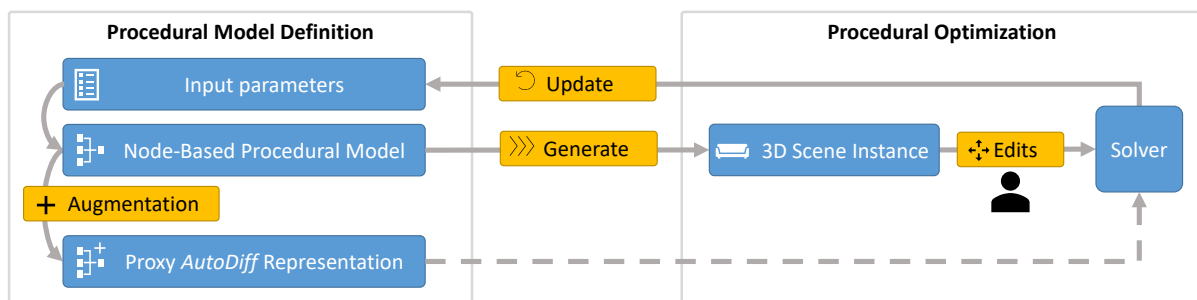 Procedural Model Definition
Procedural Optimization
Input parameters
Update
Node-Based Procedural Model
Generate
3D Scene Instance
Edits
Solver
Augmentation
Proxy AutoDiff Representation